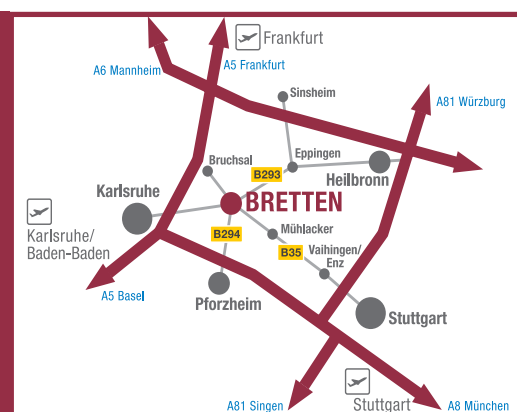 Frankfurt
A6 Mannheim
A5 Frankfurt
Sinsheim
A81 Würzburg
Bruchsal
Eppingen
B293
Heilbronn
Karlsruhe
BRETTEN
Karlsruhe/
Baden-Baden
B294
Mühlacker
B35
Vaihingen/
Enz
A5 Basel
Pforzheim
Stuttgart
A81 Singen
Stuttgart
A8 München